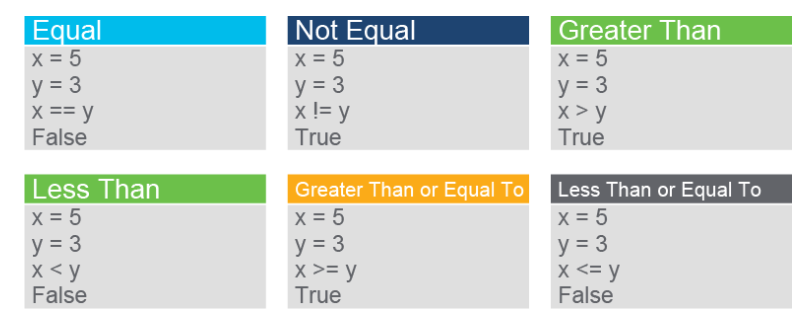 Equal
x = 5
y = 3
x == y
False
Not Equal
x = 5
y = 3
x != y
True
Greater Than
x = 5
y = 3
x > y
True
Less Than
x = 5
y = 3
x < y
False
Greater Than or Equal To
x = 5
y = 3
x >= y
True
Less Than or Equal To
x = 5
y = 3
x <= y
False